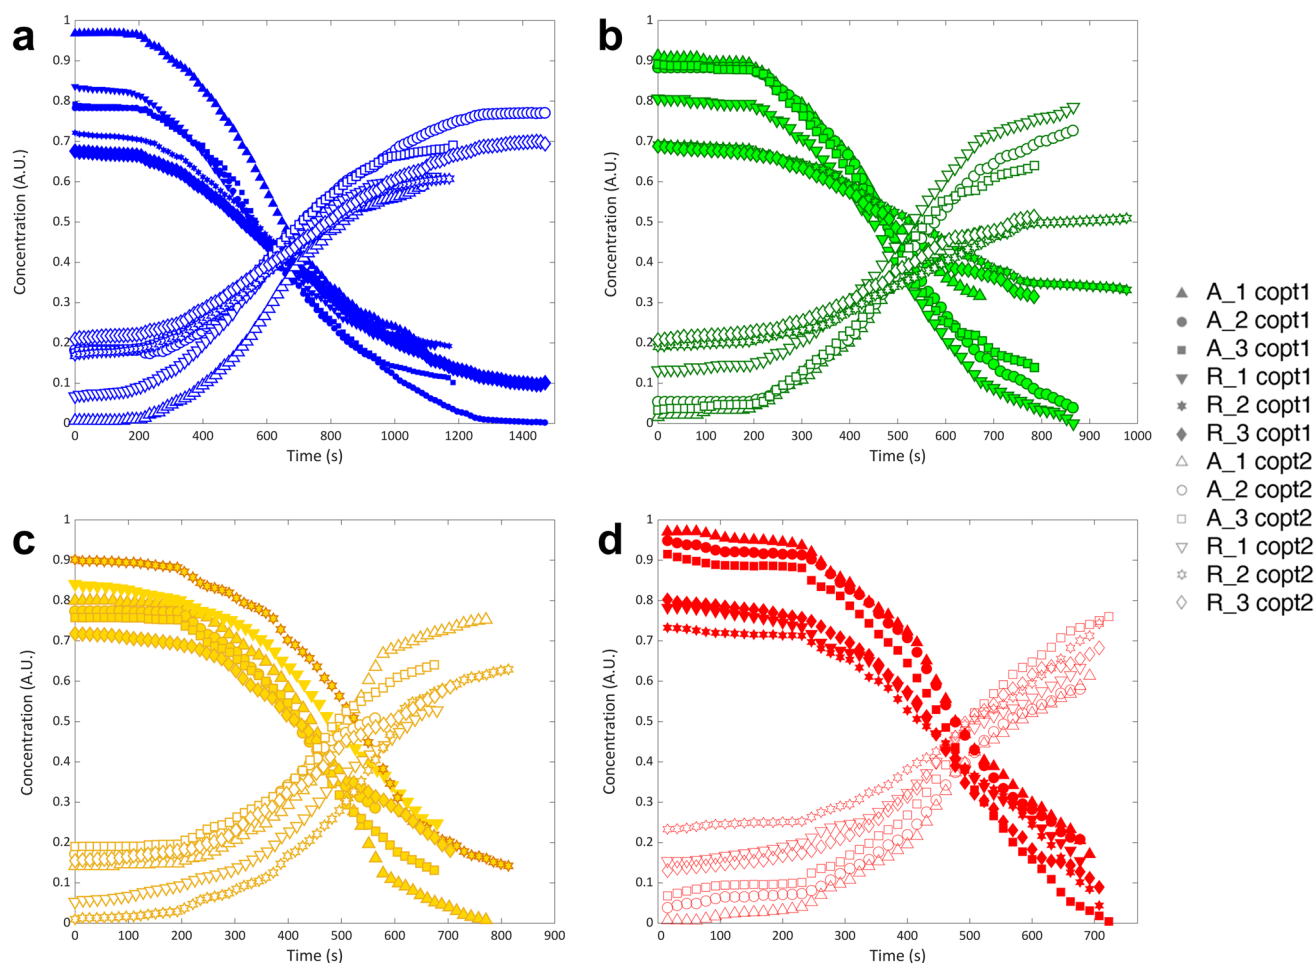 a
1
0.9
0.8
0.7
0.6
0.5
0.4
0.3
0.2
0.1
0
Concentration (A.U.)
0 200 400 600 800 1000 1200 1400
Time (s)
b
1
0.9
0.8
0.7
0.6
0.5
0.4
0.3
0.2
0.1
0
Concentration (A.U.)
0 100 200 300 400 500 600 700 800 900 1000
Time (s)
c
1
0.9
0.8
0.7
0.6
0.5
0.4
0.3
0.2
0.1
0
Concentration (A.U.)
0 100 200 300 400 500 600 700 800 900
Time (s)
d
1
0.9
0.8
0.7
0.6
0.5
0.4
0.3
0.2
0.1
0
Concentration (A.U.)
0 100 200 300 400 500 600 700
Time (s)
A_1 copt1
A_2 copt1
A_3 copt1
R_1 copt1
R_2 copt1
R_3 copt1
A_1 copt2
A_2 copt2
A_3 copt2
R_1 copt2
R_2 copt2
R_3 copt2